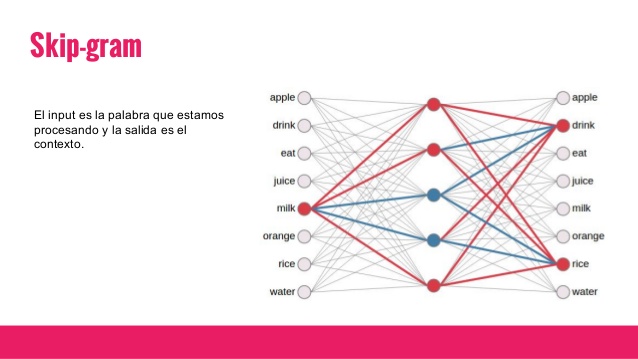 Skip-gram
El input es la palabra que estamos
procesando y la salida es el
contexto.
apple
drink
eat
juice
milk
orange
rice
water
apple
drink
eat
juice
milk
orange
rice
water